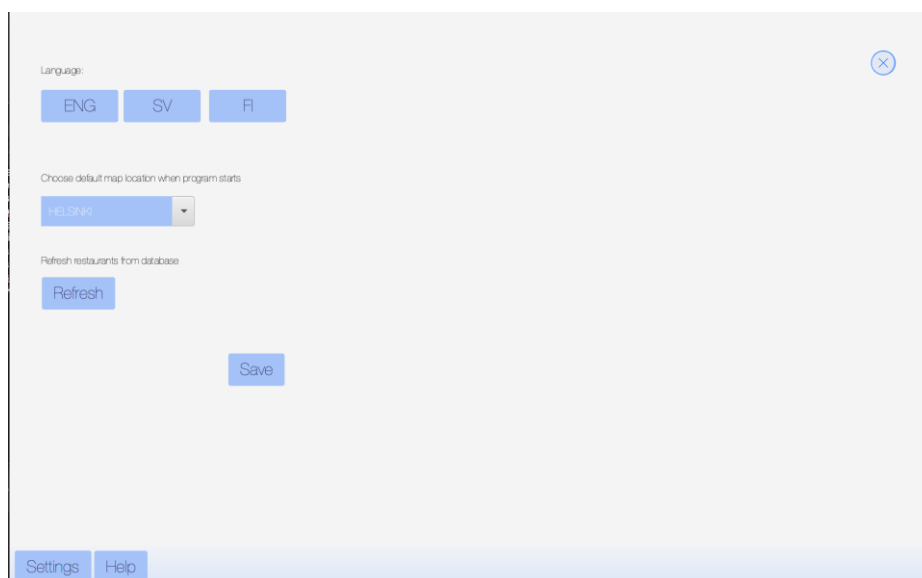 Language:
ENG SV FI
Choose default map location when program starts
HELSINKI
Refresh restaurants from database
Refresh
Save
Settings Help